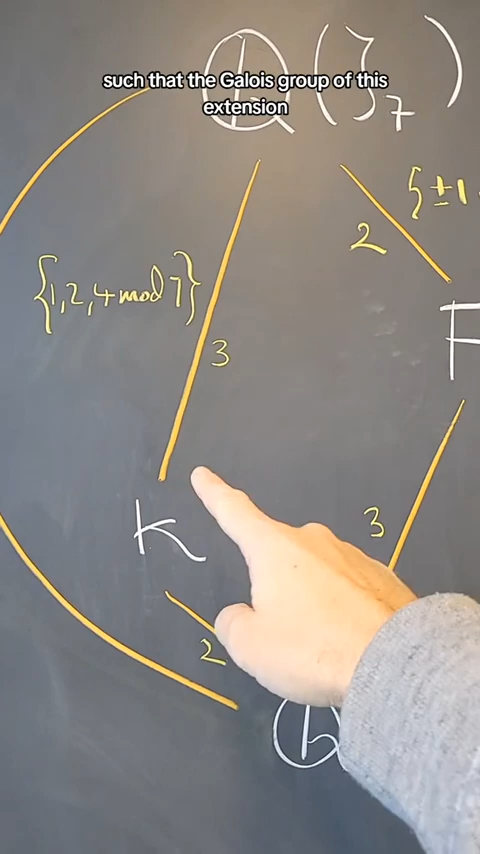 such that the Galois group of this
extension
ℚ(ζ₇)
{±1
2
{1,2,4 mod 7}
3
F
K
3
2
ℚ